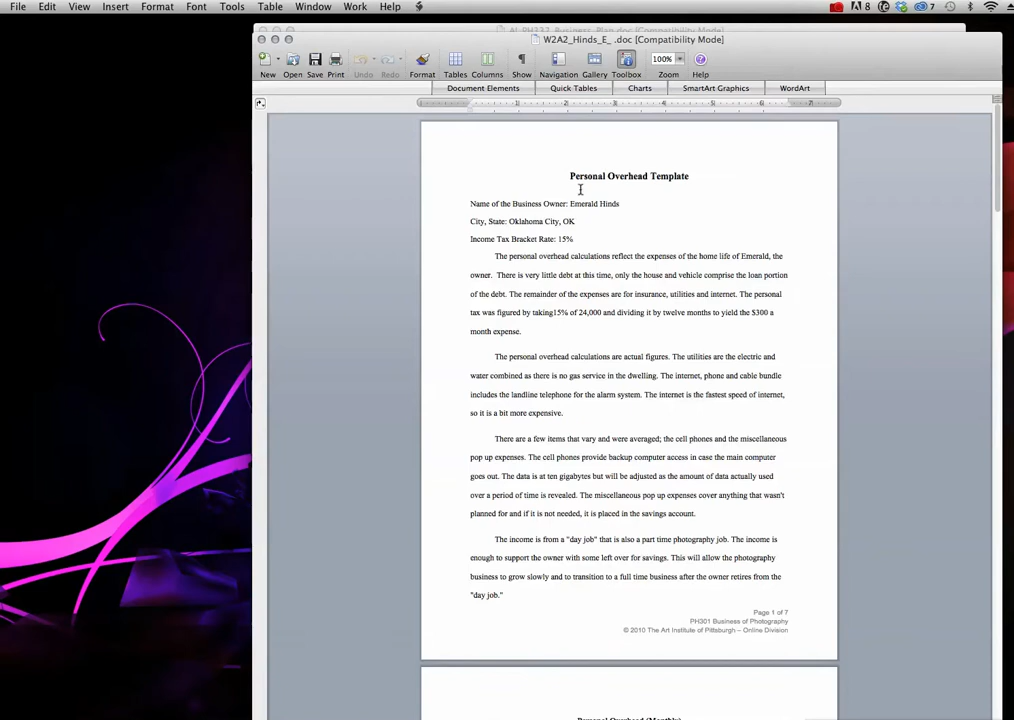 File Edit View Insert Format Font Tools Table Window Work Help 8 7
W2A2_Hinds_E_ .doc [Compatibility Mode]
New Open Save Print Undo Redo Format Tables Columns Show Navigation Gallery Toolbox 100% Zoom Help
Document Elements Quick Tables Charts SmartArt Graphics WordArt
Personal Overhead Template
Name of the Business Owner: Emerald Hinds
City, State: Oklahoma City, OK
Income Tax Bracket Rate: 15%
The personal overhead calculations reflect the expenses of the home life of Emerald, the
owner. There is very little debt at this time, only the house and vehicle comprise the loan portion
of the debt. The remainder of the expenses are for insurance, utilities and internet. The personal
tax was figured by taking15% of 24,000 and dividing it by twelve months to yield the $300 a
month expense.
The personal overhead calculations are actual figures. The utilities are the electric and
water combined as there is no gas service in the dwelling. The internet, phone and cable bundle
includes the landline telephone for the alarm system. The internet is the fastest speed of internet,
so it is a bit more expensive.
There are a few items that vary and were averaged; the cell phones and the miscellaneous
pop up expenses. The cell phones provide backup computer access in case the main computer
goes out. The data is at ten gigabytes but will be adjusted as the amount of data actually used
over a period of time is revealed. The miscellaneous pop up expenses cover anything that wasn't
planned for and if it is not needed, it is placed in the savings account.
The income is from a "day job" that is also a part time photography job. The income is
enough to support the owner with some left over for savings. This will allow the photography
business to grow slowly and to transition to a full time business after the owner retires from the
"day job."
Page 1 of 7
PH301 Business of Photography
© 2010 The Art Institute of Pittsburgh – Online Division
Personal Overhead (Monthly)